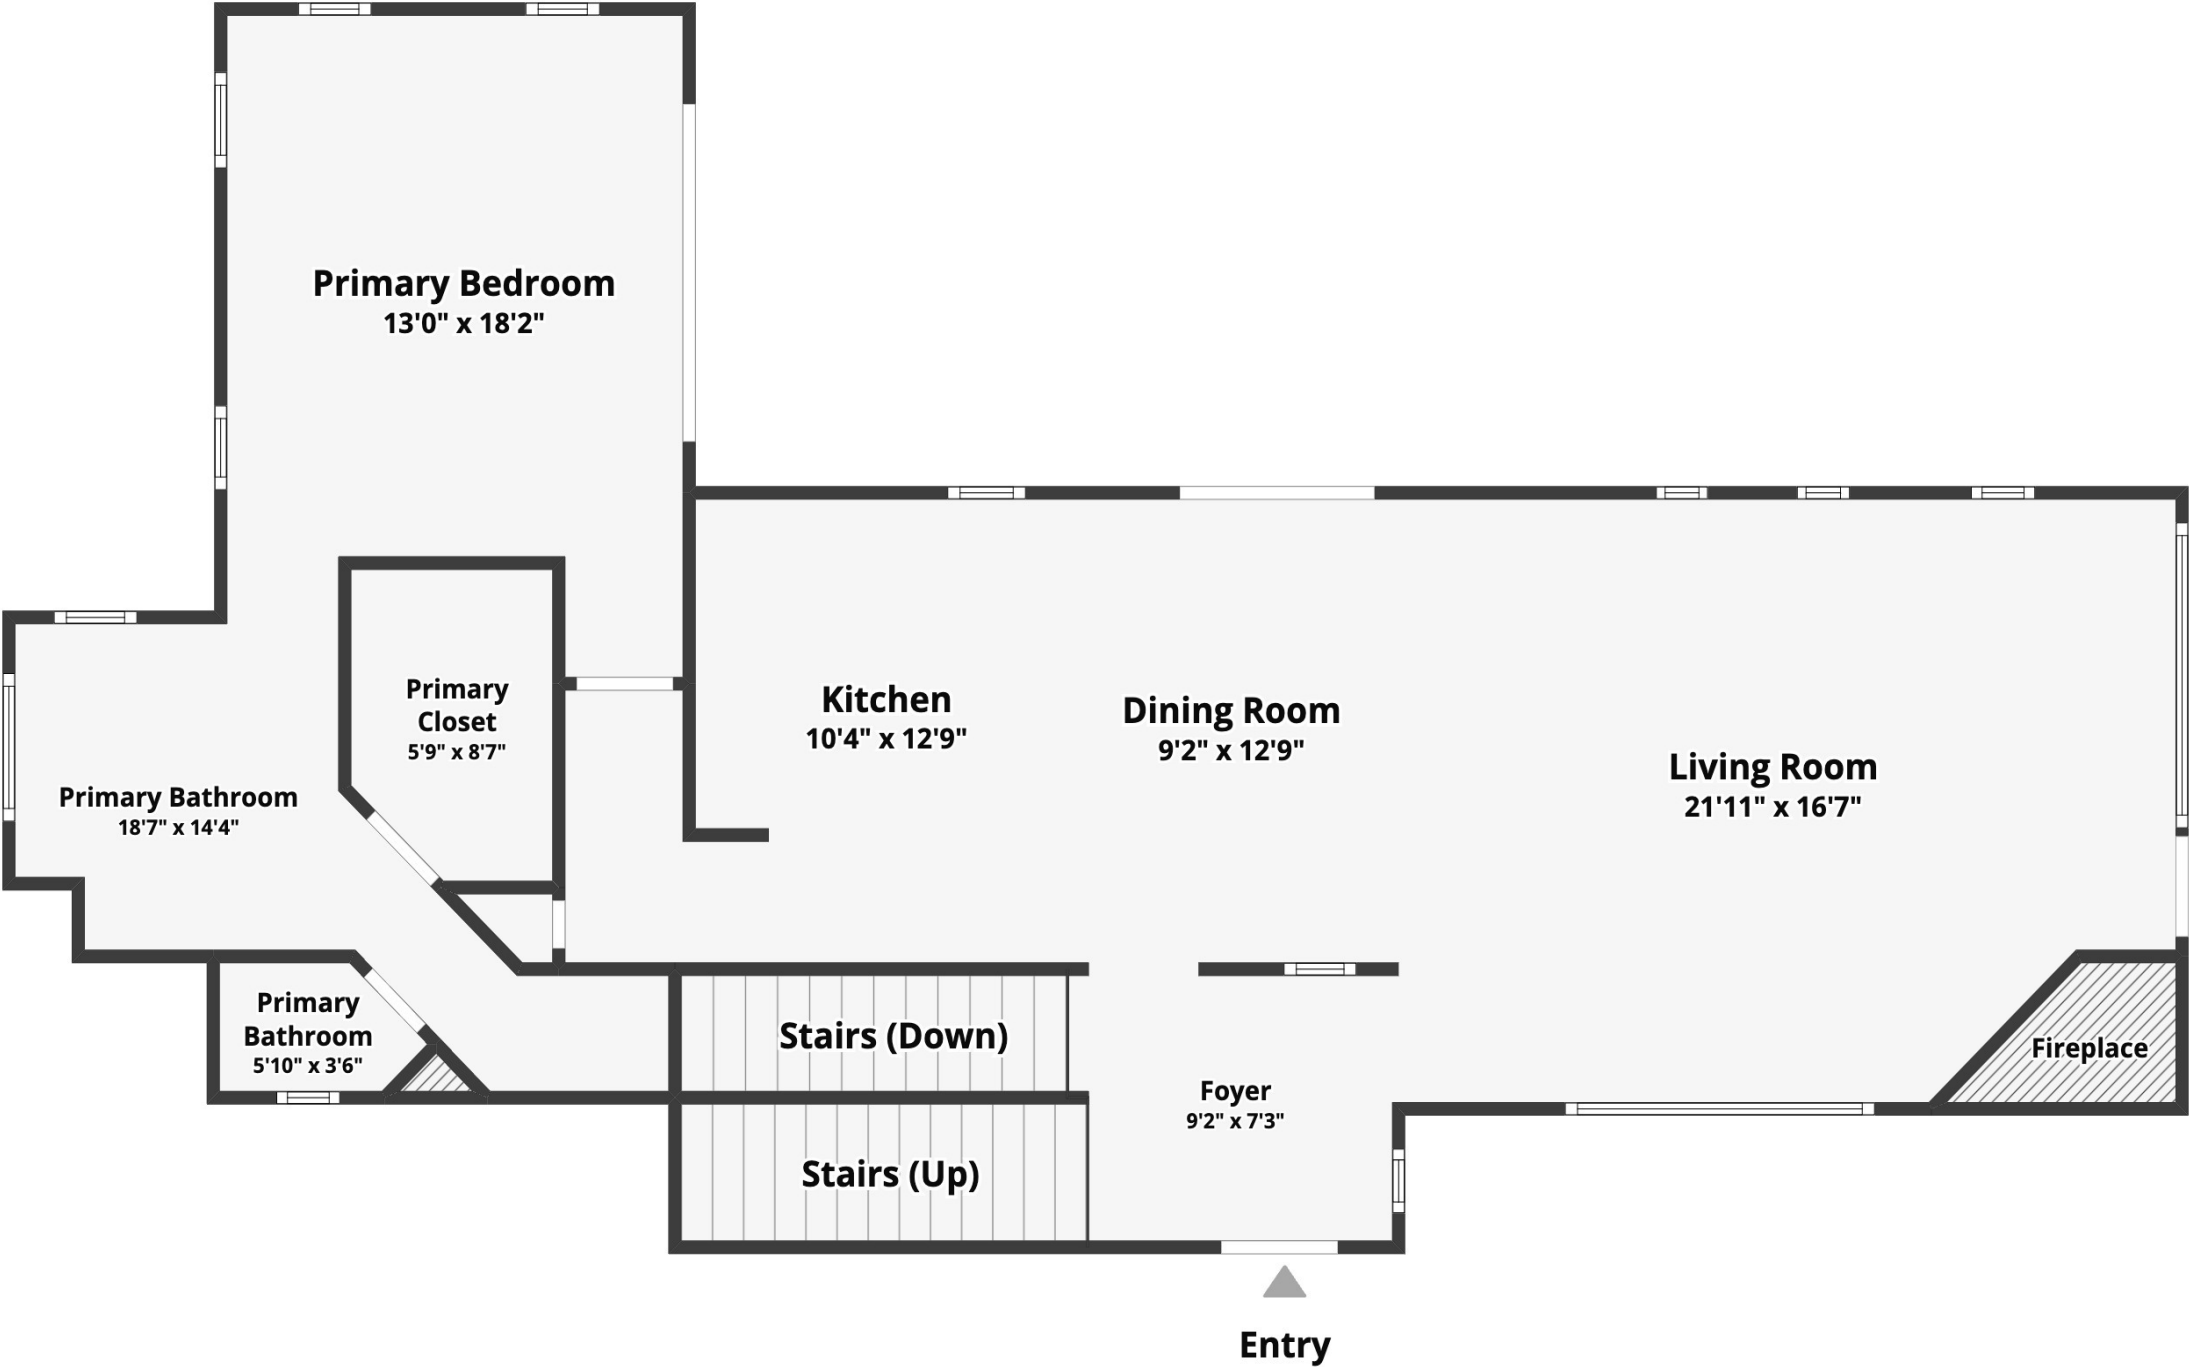 Primary Bedroom
13'0" x 18'2"
Primary
Closet
5'9" x 8'7"
Kitchen
10'4" x 12'9"
Dining Room
9'2" x 12'9"
Living Room
21'11" x 16'7"
Primary Bathroom
18'7" x 14'4"
Primary
Bathroom
5'10" x 3'6"
Stairs (Down)
Fireplace
Foyer
9'2" x 7'3"
Stairs (Up)
Entry